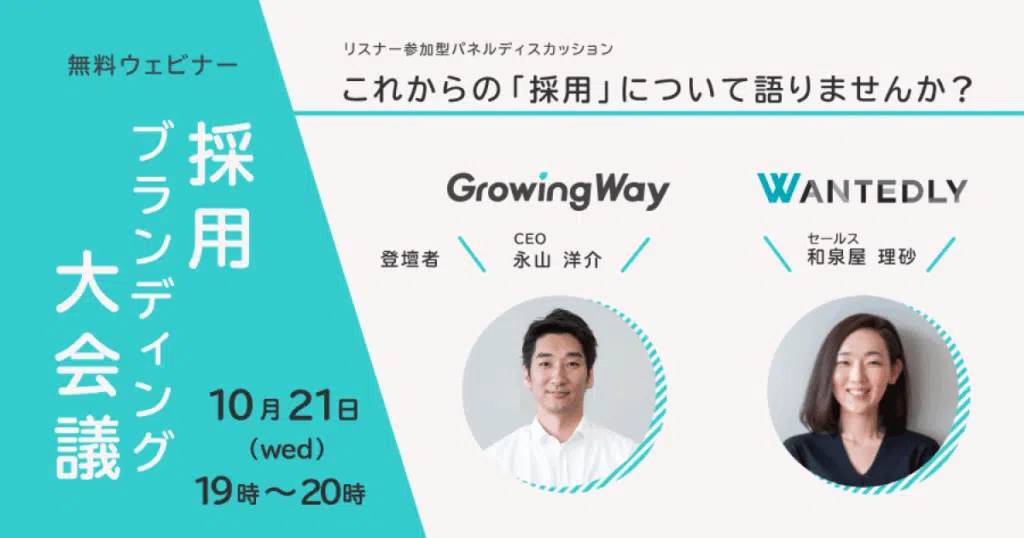 無料ウェビナー
採用
ブランディング
大会議
10月21日
(wed)
19時〜20時
リスナー参加型パネルディスカッション
これからの「採用」について語りませんか？
GrowingWay
登壇者
CEO
永山 洋介
WANTEDLY
セールス
和泉屋 理砂